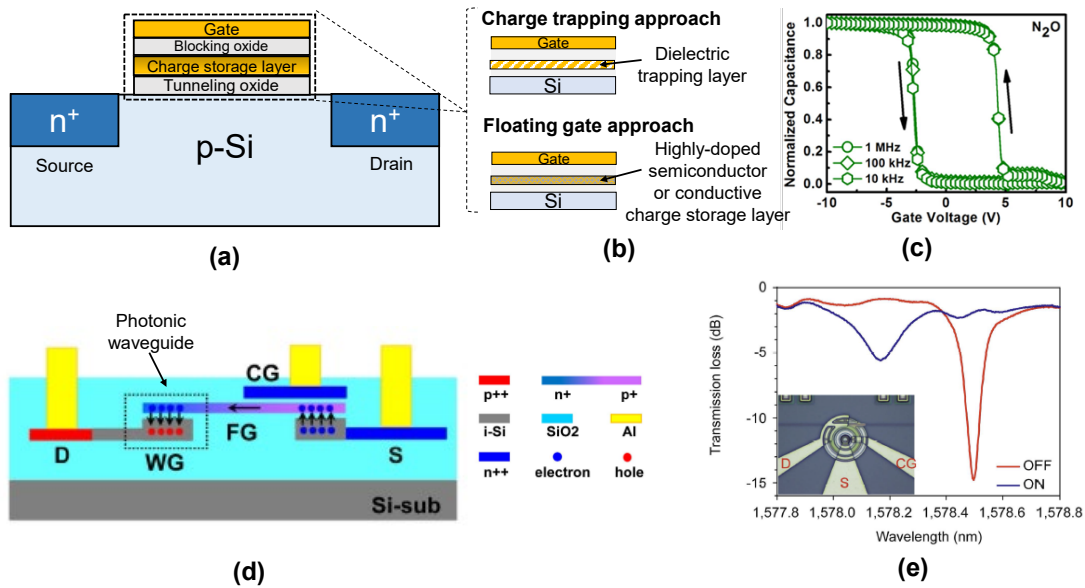 Gate
Blocking oxide
Charge storage layer
Tunneling oxide
n+
n+
p-Si
Source
Drain
(a)
Charge trapping approach
Gate
Dielectric
trapping layer
Si
Floating gate approach
Gate
Highly-doped
semiconductor
or conductive
charge storage layer
Si
(b)
N2O
Normalized Capacitance
1.0
0.8
0.6
0.4
0.2
0.0
1 MHz
100 kHz
10 kHz
-10
-5
0
5
10
Gate Voltage (V)
(c)
Photonic
waveguide
CG
FG
D
WG
S
Si-sub
p++
n+
p+
i-Si
SiO2
Al
n++
electron
hole
(d)
Transmission loss (dB)
0
-5
-10
-15
D
S
CG
OFF
ON
1,577.8
1,578.0
1,578.2
1,578.4
1,578.6
1,578.8
Wavelength (nm)
(e)